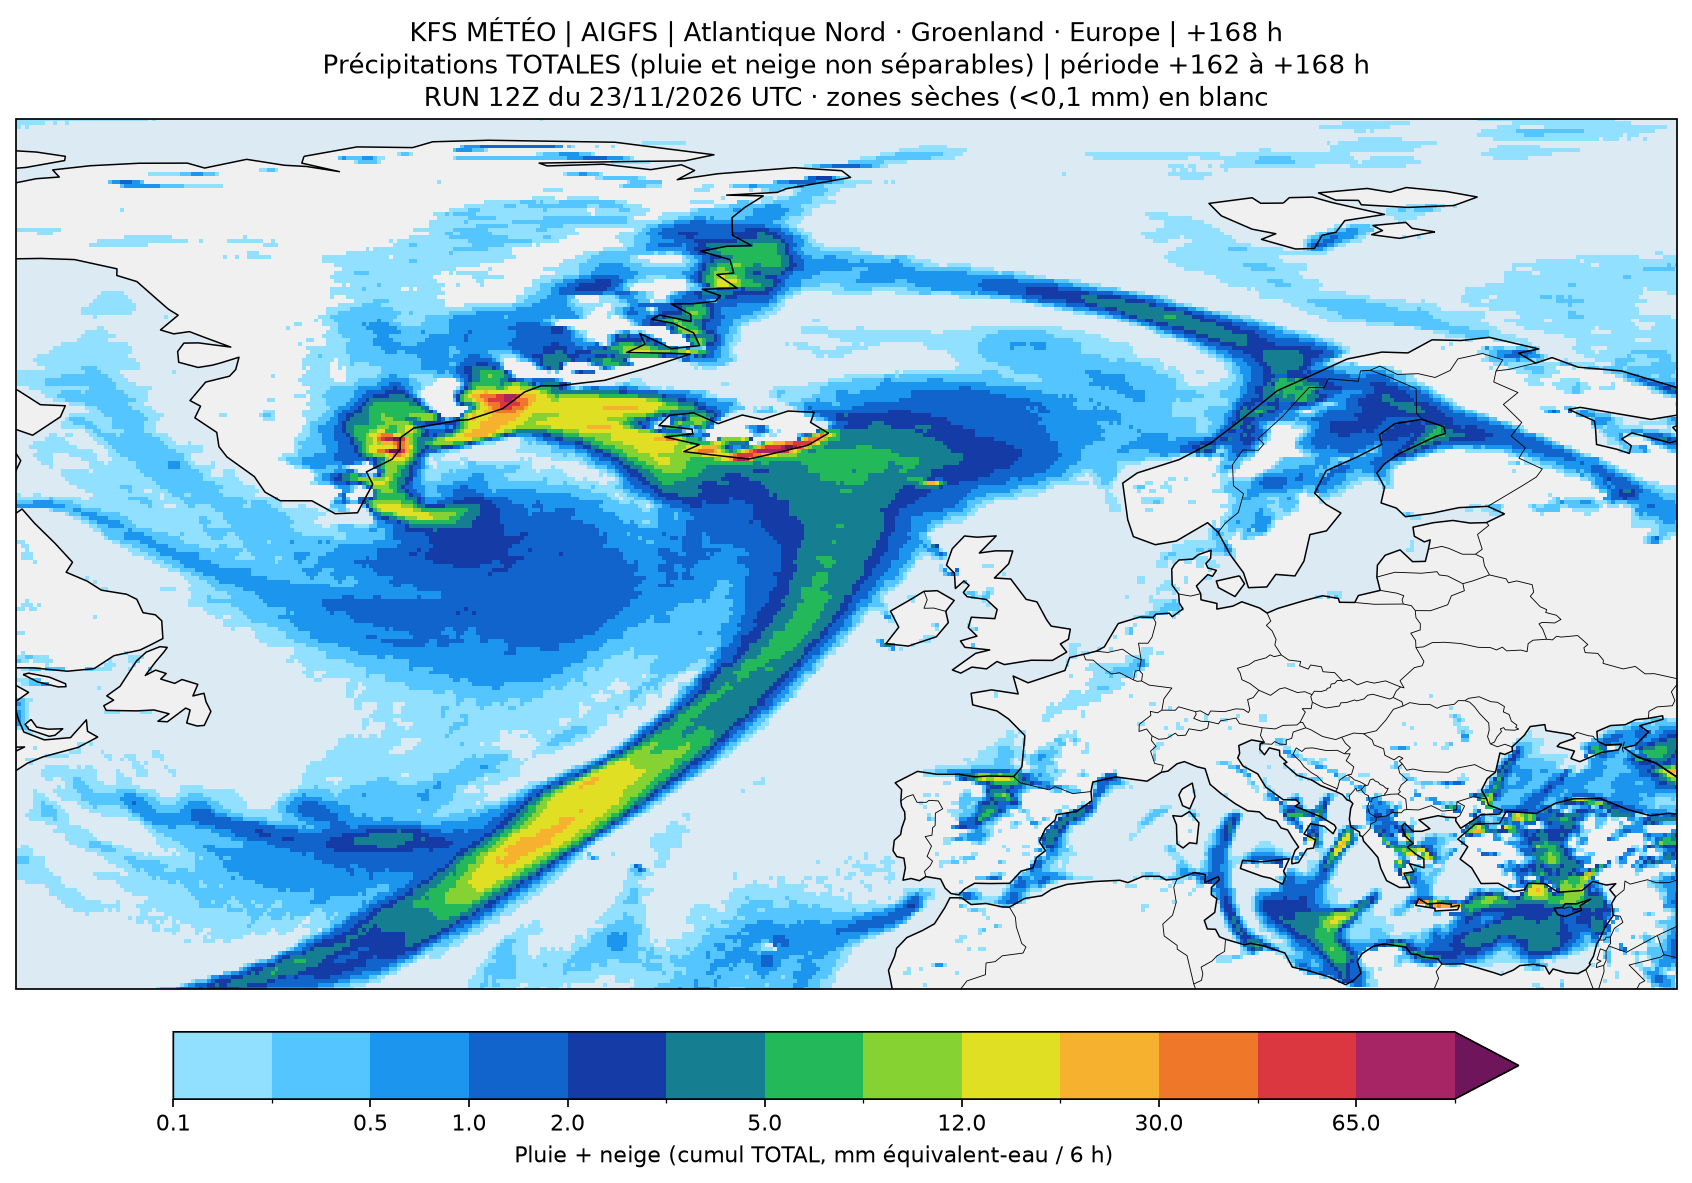 KFS MÉTÉO | AIGFS | Atlantique Nord · Groenland · Europe | +168 h
Précipitations TOTALES (pluie et neige non séparables) | période +162 à +168 h
RUN 12Z du 23/11/2026 UTC · zones sèches (<0,1 mm) en blanc
0.1 0.5 1.0 2.0 5.0 12.0 30.0 65.0
Pluie + neige (cumul TOTAL, mm équivalent-eau / 6 h)